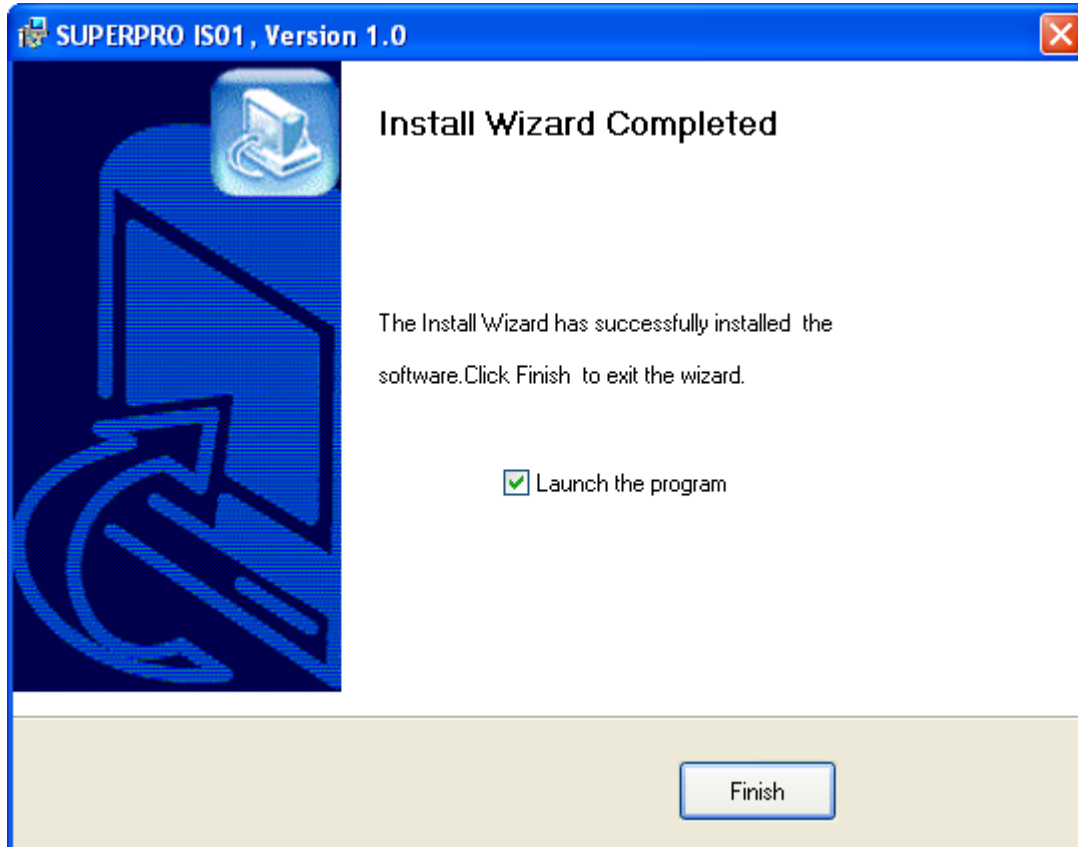 SUPERPRO IS01, Version 1.0
Install Wizard Completed
The Install Wizard has successfully installed  the
software.Click Finish  to exit the wizard.
Launch the program
Finish